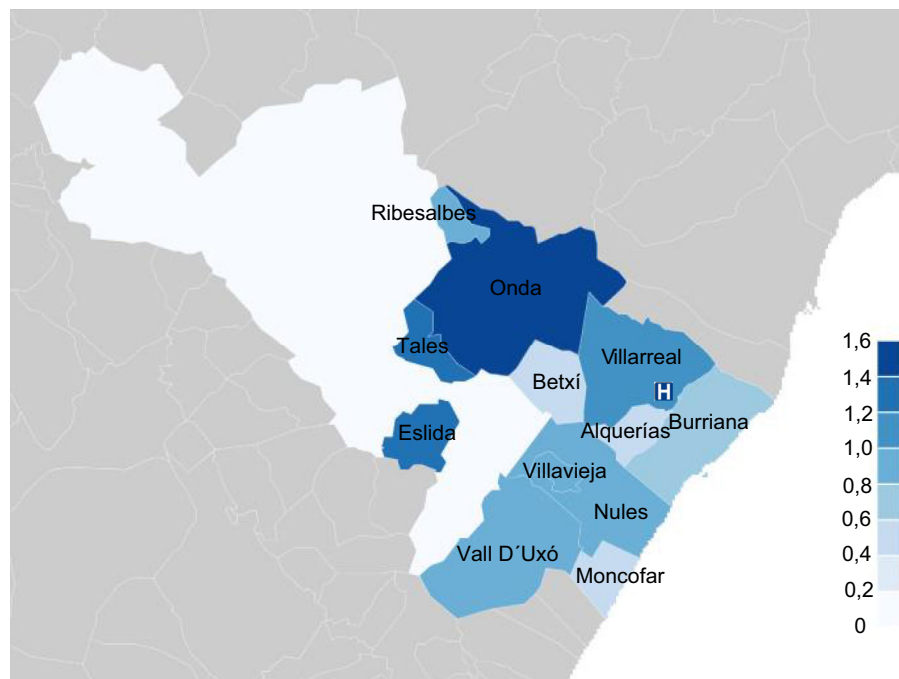 Ribesalbes
Onda
Tales
Villarreal
Betxí
H
Alquerías
Burriana
Eslida
Villavieja
Nules
Vall D´Uxó
Moncofar
1,6
1,4
1,2
1,0
0,8
0,6
0,4
0,2
0